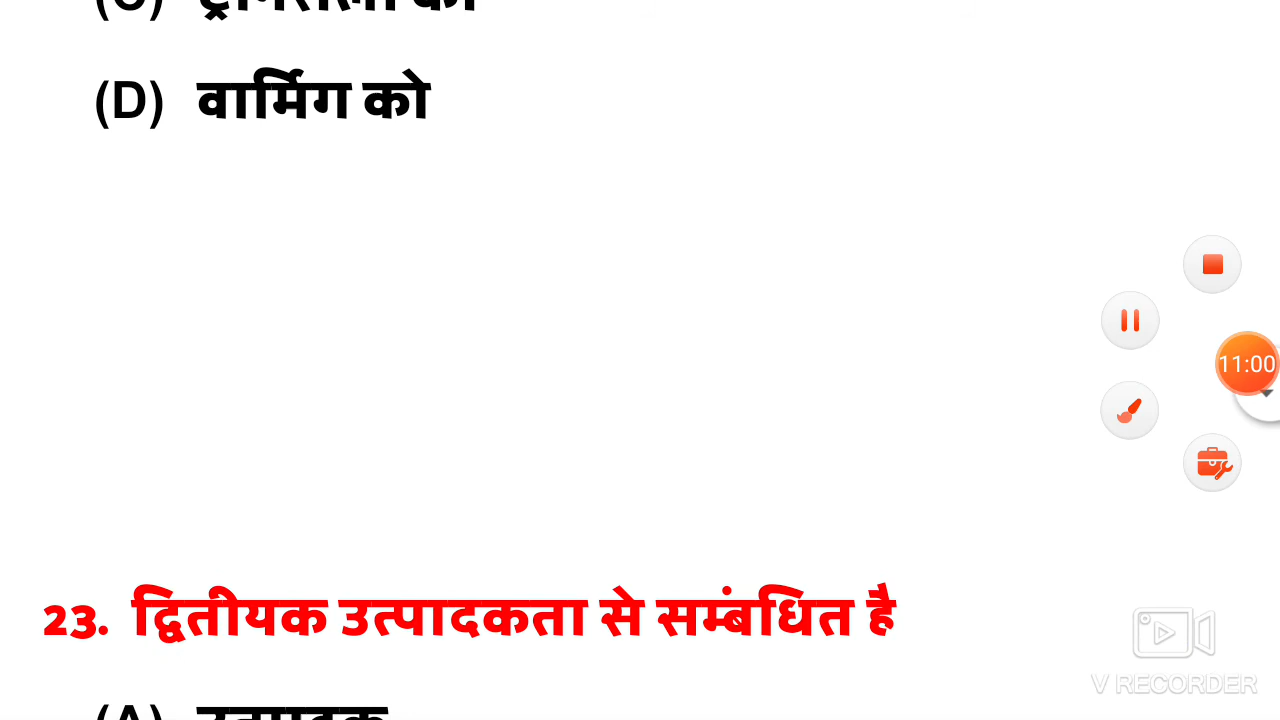 (D) वार्मिग को
11:00
23. द्वितीयक उत्पादकता से सम्बंधित है
V RECORDER
(A)